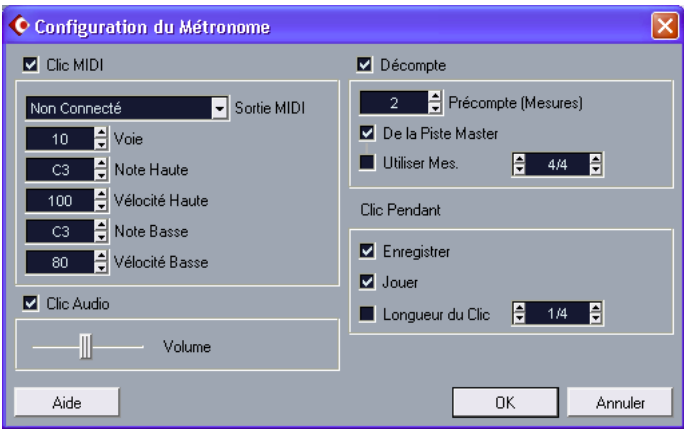 Configuration du Métronome
Clic MIDI
Non Connecté Sortie MIDI
10 Voie
C3 Note Haute
100 Vélocité Haute
C3 Note Basse
80 Vélocité Basse
Clic Audio
Volume
Décompte
2 Précompte (Mesures)
De la Piste Master
Utiliser Mes. 4/4
Clic Pendant
Enregistrer
Jouer
Longueur du Clic 1/4
Aide
OK
Annuler